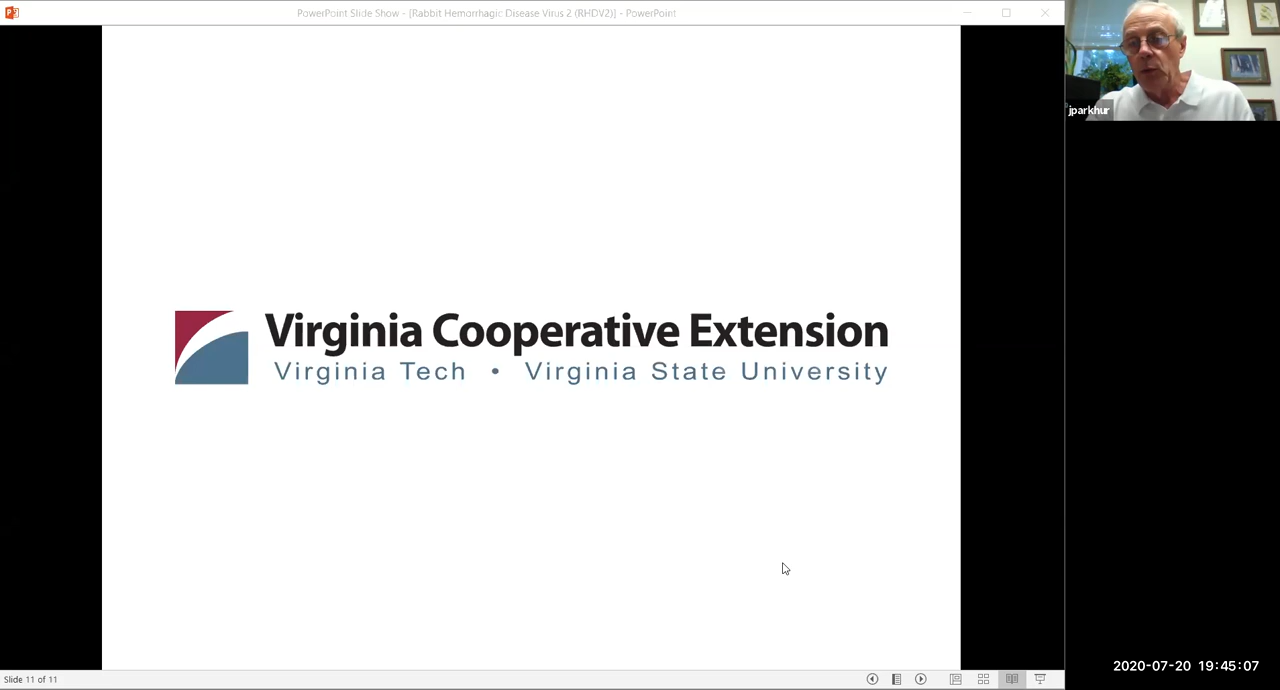 PowerPoint Slide Show - [Rabbit Hemorrhagic Disease Virus 2 (RHDV2)] - PowerPoint
jparkhur
Virginia Cooperative Extension
Virginia Tech • Virginia State University
2020-07-20 19:45:07
Slide 11 of 11